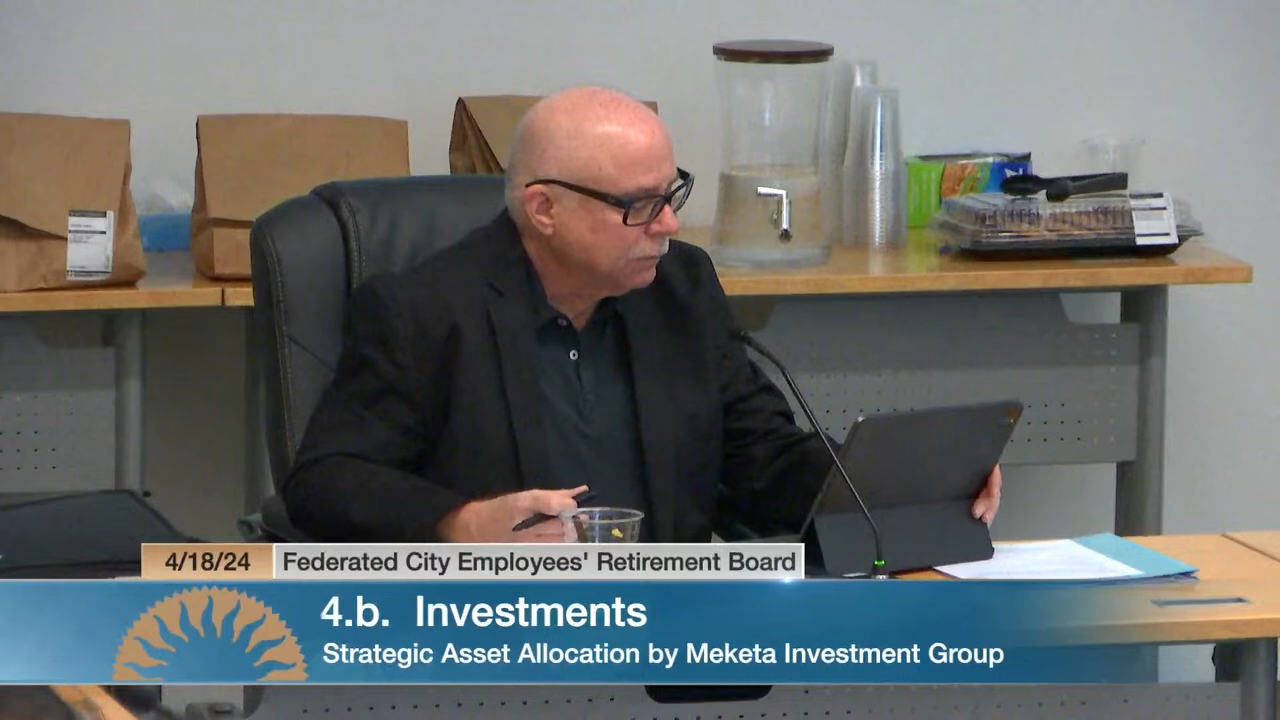 4/18/24 Federated City Employees' Retirement Board
4.b. Investments
Strategic Asset Allocation by Meketa Investment Group